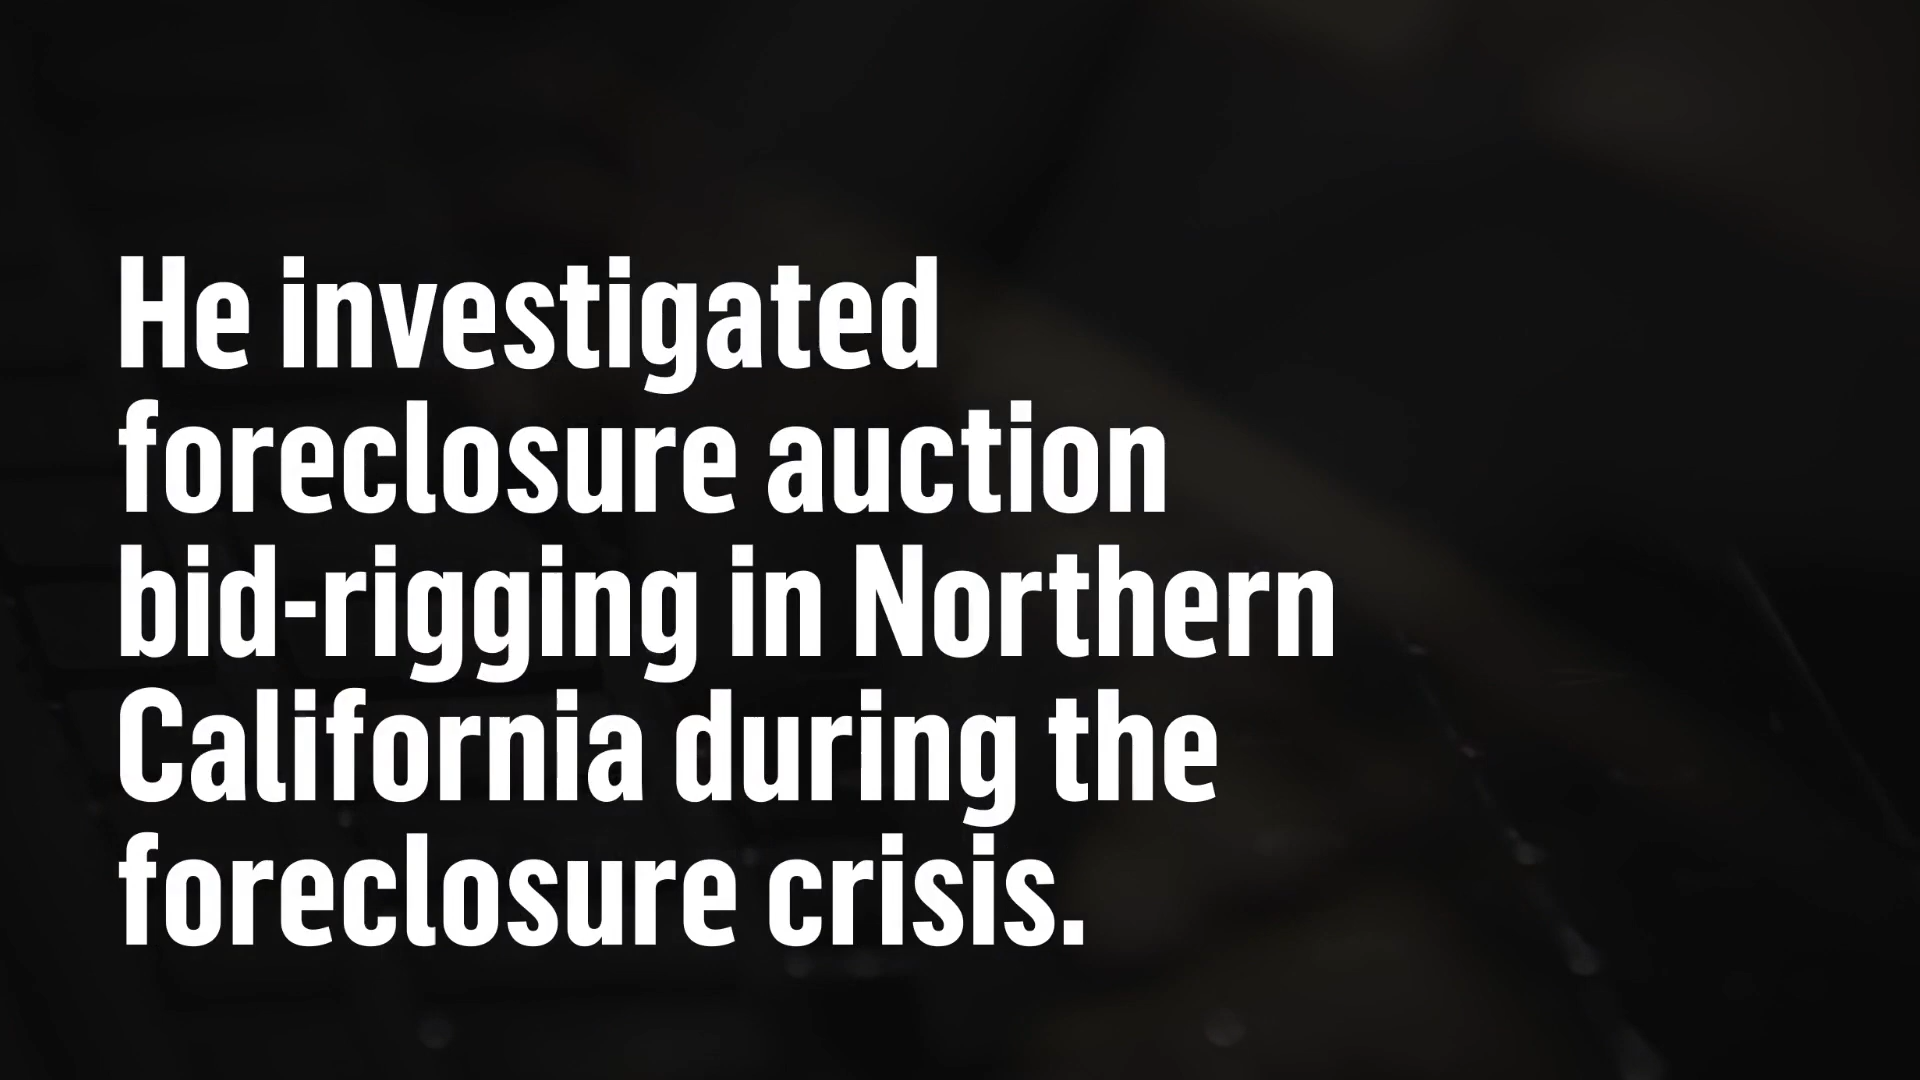 He investigated
foreclosure auction
bid-rigging in Northern
California during the
foreclosure crisis.